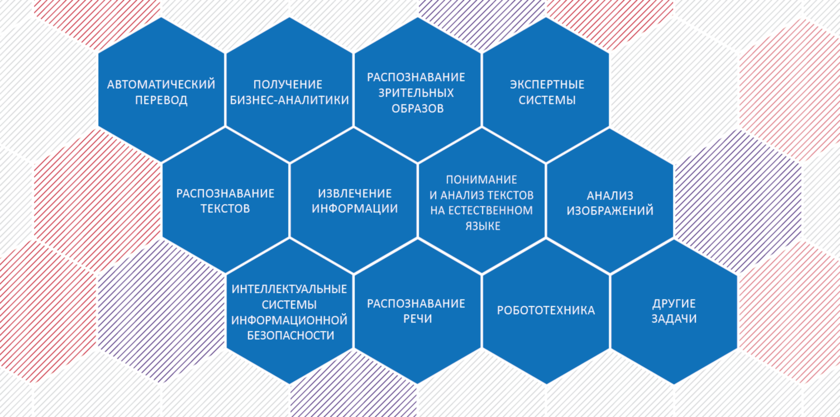 АВТОМАТИЧЕСКИЙ
ПЕРЕВОД
ПОЛУЧЕНИЕ
БИЗНЕС-АНАЛИТИКИ
РАСПОЗНАВАНИЕ
ЗРИТЕЛЬНЫХ
ОБРАЗОВ
ЭКСПЕРТНЫЕ
СИСТЕМЫ
РАСПОЗНАВАНИЕ
ТЕКСТОВ
ИЗВЛЕЧЕНИЕ
ИНФОРМАЦИИ
ПОНИМАНИЕ
И АНАЛИЗ ТЕКСТОВ
НА ЕСТЕСТВЕННОМ
ЯЗЫКЕ
АНАЛИЗ
ИЗОБРАЖЕНИЙ
ИНТЕЛЛЕКТУАЛЬНЫЕ
СИСТЕМЫ
ИНФОРМАЦИОННОЙ
БЕЗОПАСНОСТИ
РАСПОЗНАВАНИЕ
РЕЧИ
РОБОТОТЕХНИКА
ДРУГИЕ
ЗАДАЧИ